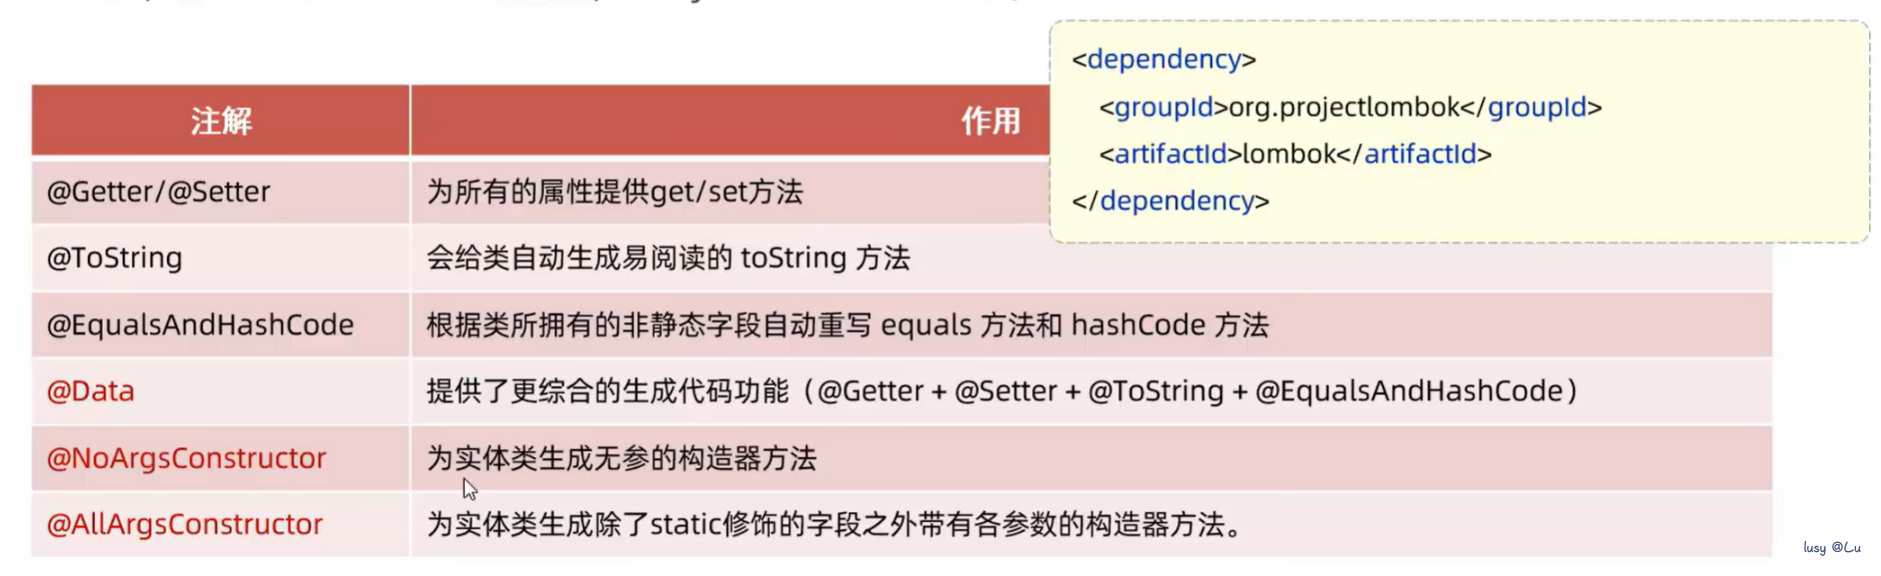 <dependency>
<groupId>org.projectlombok</groupId>
<artifactId>lombok</artifactId>
</dependency>
注解 作用
@Getter/@Setter 为所有的属性提供get/set方法
@ToString 会给类自动生成易阅读的 toString 方法
@EqualsAndHashCode 根据类所拥有的非静态字段自动重写 equals 方法和 hashCode 方法
@Data 提供了更综合的生成代码功能（@Getter + @Setter + @ToString + @EqualsAndHashCode）
@NoArgsConstructor 为实体类生成无参的构造器方法
@AllArgsConstructor 为实体类生成除了static修饰的字段之外带有各参数的构造器方法。
lusy @Lu